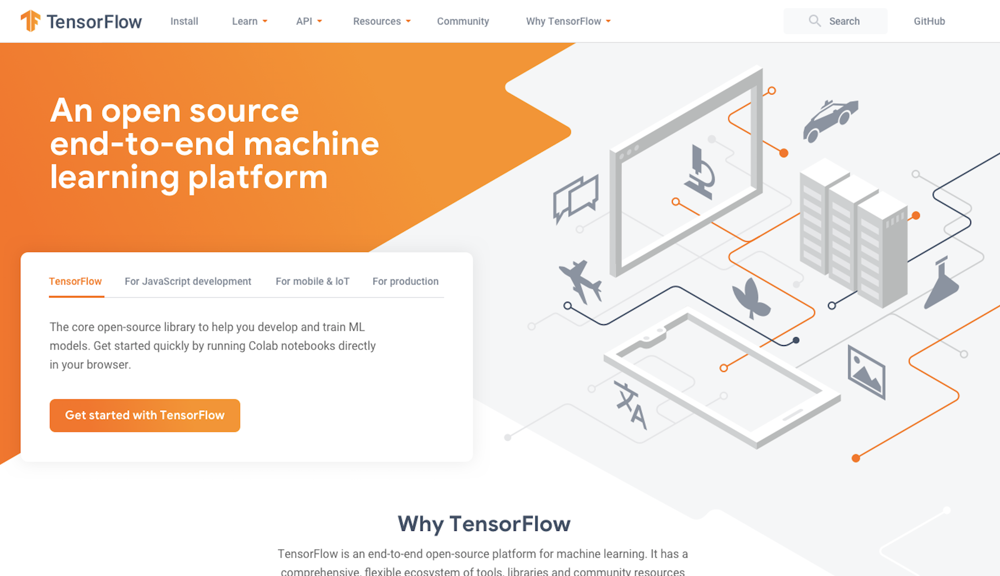 TensorFlow Install Learn API Resources Community Why TensorFlow Search GitHub
An open source
end-to-end machine
learning platform
TensorFlow For JavaScript development For mobile & IoT For production
The core open-source library to help you develop and train ML
models. Get started quickly by running Colab notebooks directly
in your browser.
Get started with TensorFlow
文A
Why TensorFlow
TensorFlow is an end-to-end open-source platform for machine learning. It has a
comprehensive, flexible ecosystem of tools, libraries and community resources